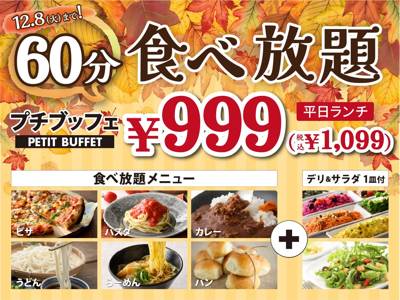 12.8(火)まで!
60分 食べ放題
プチブッフェ
PETIT BUFFET
¥999
平日ランチ
(税込¥1,099)
食べ放題メニュー
ピザ
パスタ
カレー
うどん
らーめん
パン
+
デリ&サラダ 1皿付